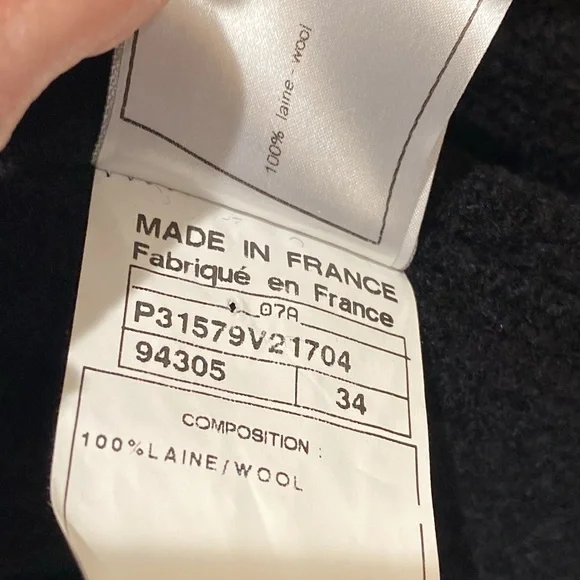 100% laine - wool
MADE IN FRANCE
Fabriqué en France
07A
P31579V21704
94305 34
COMPOSITION :
100%LAINE/WOOL